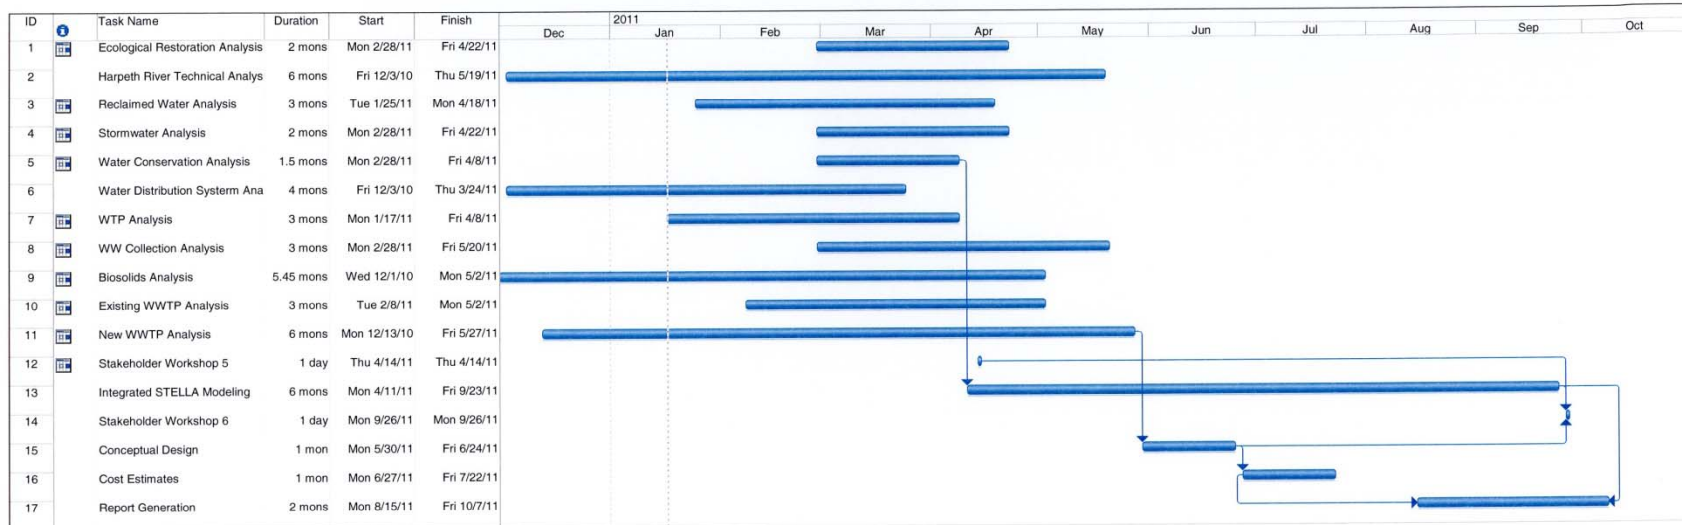 ID Task Name Duration Start Finish 2011
Dec Jan Feb Mar Apr May Jun Jul Aug Sep Oct
1 Ecological Restoration Analysis 2 mons Mon 2/28/11 Fri 4/22/11
2 Harpeth River Technical Analys 6 mons Fri 12/3/10 Thu 5/19/11
3 Reclaimed Water Analysis 3 mons Tue 1/25/11 Mon 4/18/11
4 Stormwater Analysis 2 mons Mon 2/28/11 Fri 4/22/11
5 Water Conservation Analysis 1.5 mons Mon 2/28/11 Fri 4/8/11
6 Water Distribution Systerm Ana 4 mons Fri 12/3/10 Thu 3/24/11
7 WTP Analysis 3 mons Mon 1/17/11 Fri 4/8/11
8 WW Collection Analysis 3 mons Mon 2/28/11 Fri 5/20/11
9 Biosolids Analysis 5.45 mons Wed 12/1/10 Mon 5/2/11
10 Existing WWTP Analysis 3 mons Tue 2/8/11 Mon 5/2/11
11 New WWTP Analysis 6 mons Mon 12/13/10 Fri 5/27/11
12 Stakeholder Workshop 5 1 day Thu 4/14/11 Thu 4/14/11
13 Integrated STELLA Modeling 6 mons Mon 4/11/11 Fri 9/23/11
14 Stakeholder Workshop 6 1 day Mon 9/26/11 Mon 9/26/11
15 Conceptual Design 1 mon Mon 5/30/11 Fri 6/24/11
16 Cost Estimates 1 mon Mon 6/27/11 Fri 7/22/11
17 Report Generation 2 mons Mon 8/15/11 Fri 10/7/11